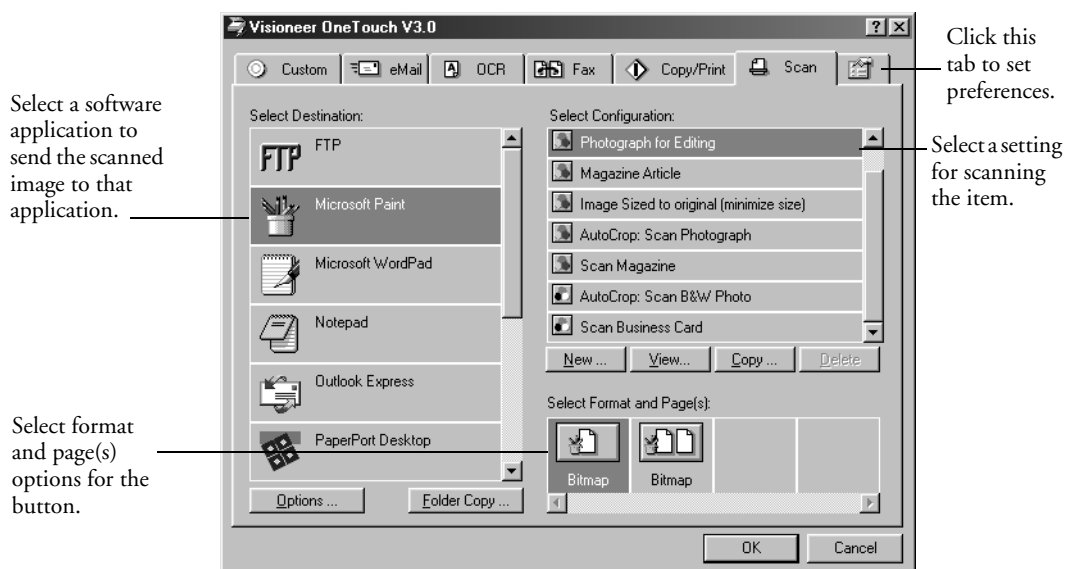 Visioneer OneTouch V3.0
Custom
eMail
OCR
Fax
Copy/Print
Scan
Click this
tab to set
preferences.
Select a software
application to
send the scanned
image to that
application.
Select Destination:
FTP
FTP
Microsoft Paint
Microsoft WordPad
Notepad
Outlook Express
PaperPort Desktop
Options ...
Folder Copy ...
Select Configuration:
Photograph for Editing
Magazine Article
Image Sized to original (minimize size)
AutoCrop: Scan Photograph
Scan Magazine
AutoCrop: Scan B&W Photo
Scan Business Card
New ...
View...
Copy ...
Delete
Select a setting
for scanning
the item.
Select Format and Page(s):
Bitmap
Bitmap
Select format
and page(s)
options for the
button.
OK
Cancel